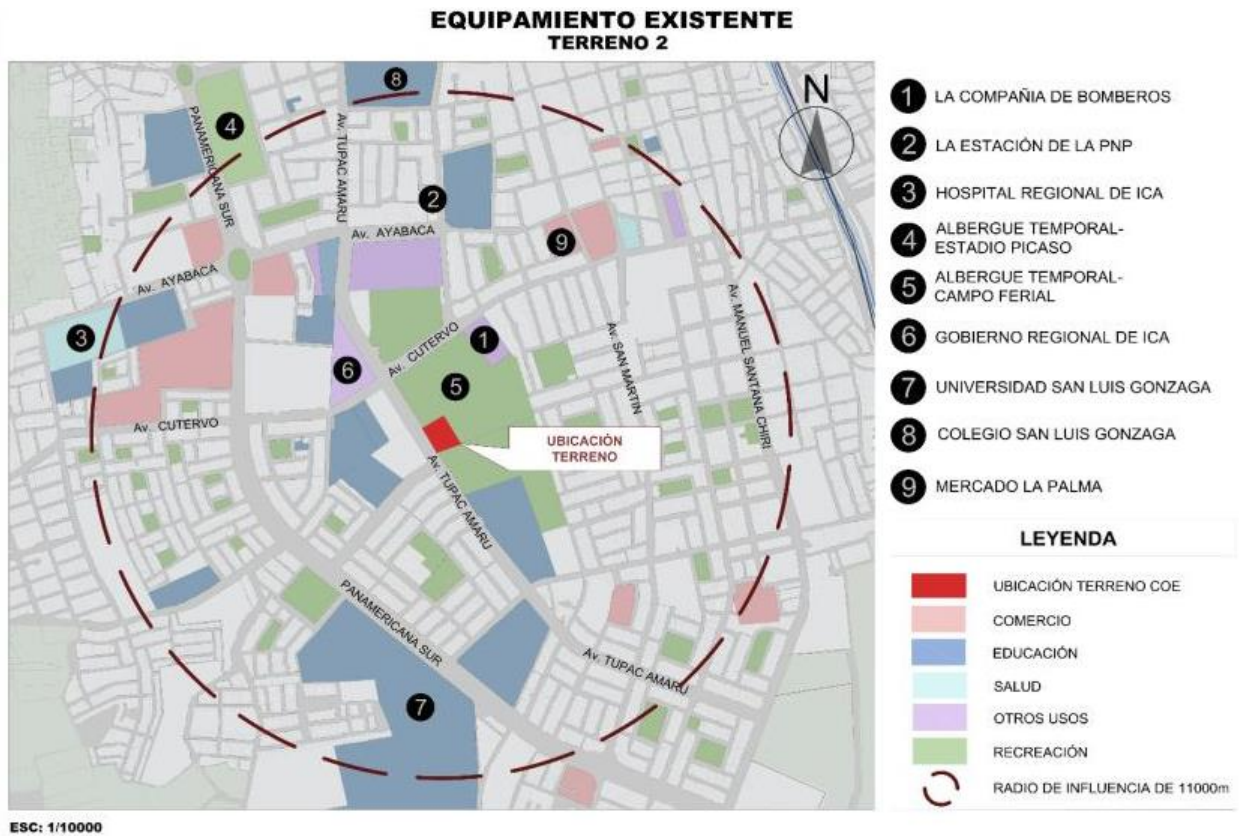 EQUIPAMIENTO EXISTENTE
TERRENO 2
8
N
4
PANAMERICANA SUR
Av. TUPAC AMARU
2
Av. AYABACA
9
Av. AYABACA
3
1
Av. CUTERVO
6
5
Av. SAN MARTIN
Av. MANUEL SANTANA CHIRI
Av. CUTERVO
UBICACIÓN
TERRENO
Av. TUPAC AMARU
PANAMERICANA SUR
Av. TUPAC AMARU
7
ESC: 1/10000
1 LA COMPAÑIA DE BOMBEROS
2 LA ESTACIÓN DE LA PNP
3 HOSPITAL REGIONAL DE ICA
4 ALBERGUE TEMPORAL-
ESTADIO PICASO
5 ALBERGUE TEMPORAL-
CAMPO FERIAL
6 GOBIERNO REGIONAL DE ICA
7 UNIVERSIDAD SAN LUIS GONZAGA
8 COLEGIO SAN LUIS GONZAGA
9 MERCADO LA PALMA
LEYENDA
UBICACIÓN TERRENO COE
COMERCIO
EDUCACIÓN
SALUD
OTROS USOS
RECREACIÓN
RADIO DE INFLUENCIA DE 11000m